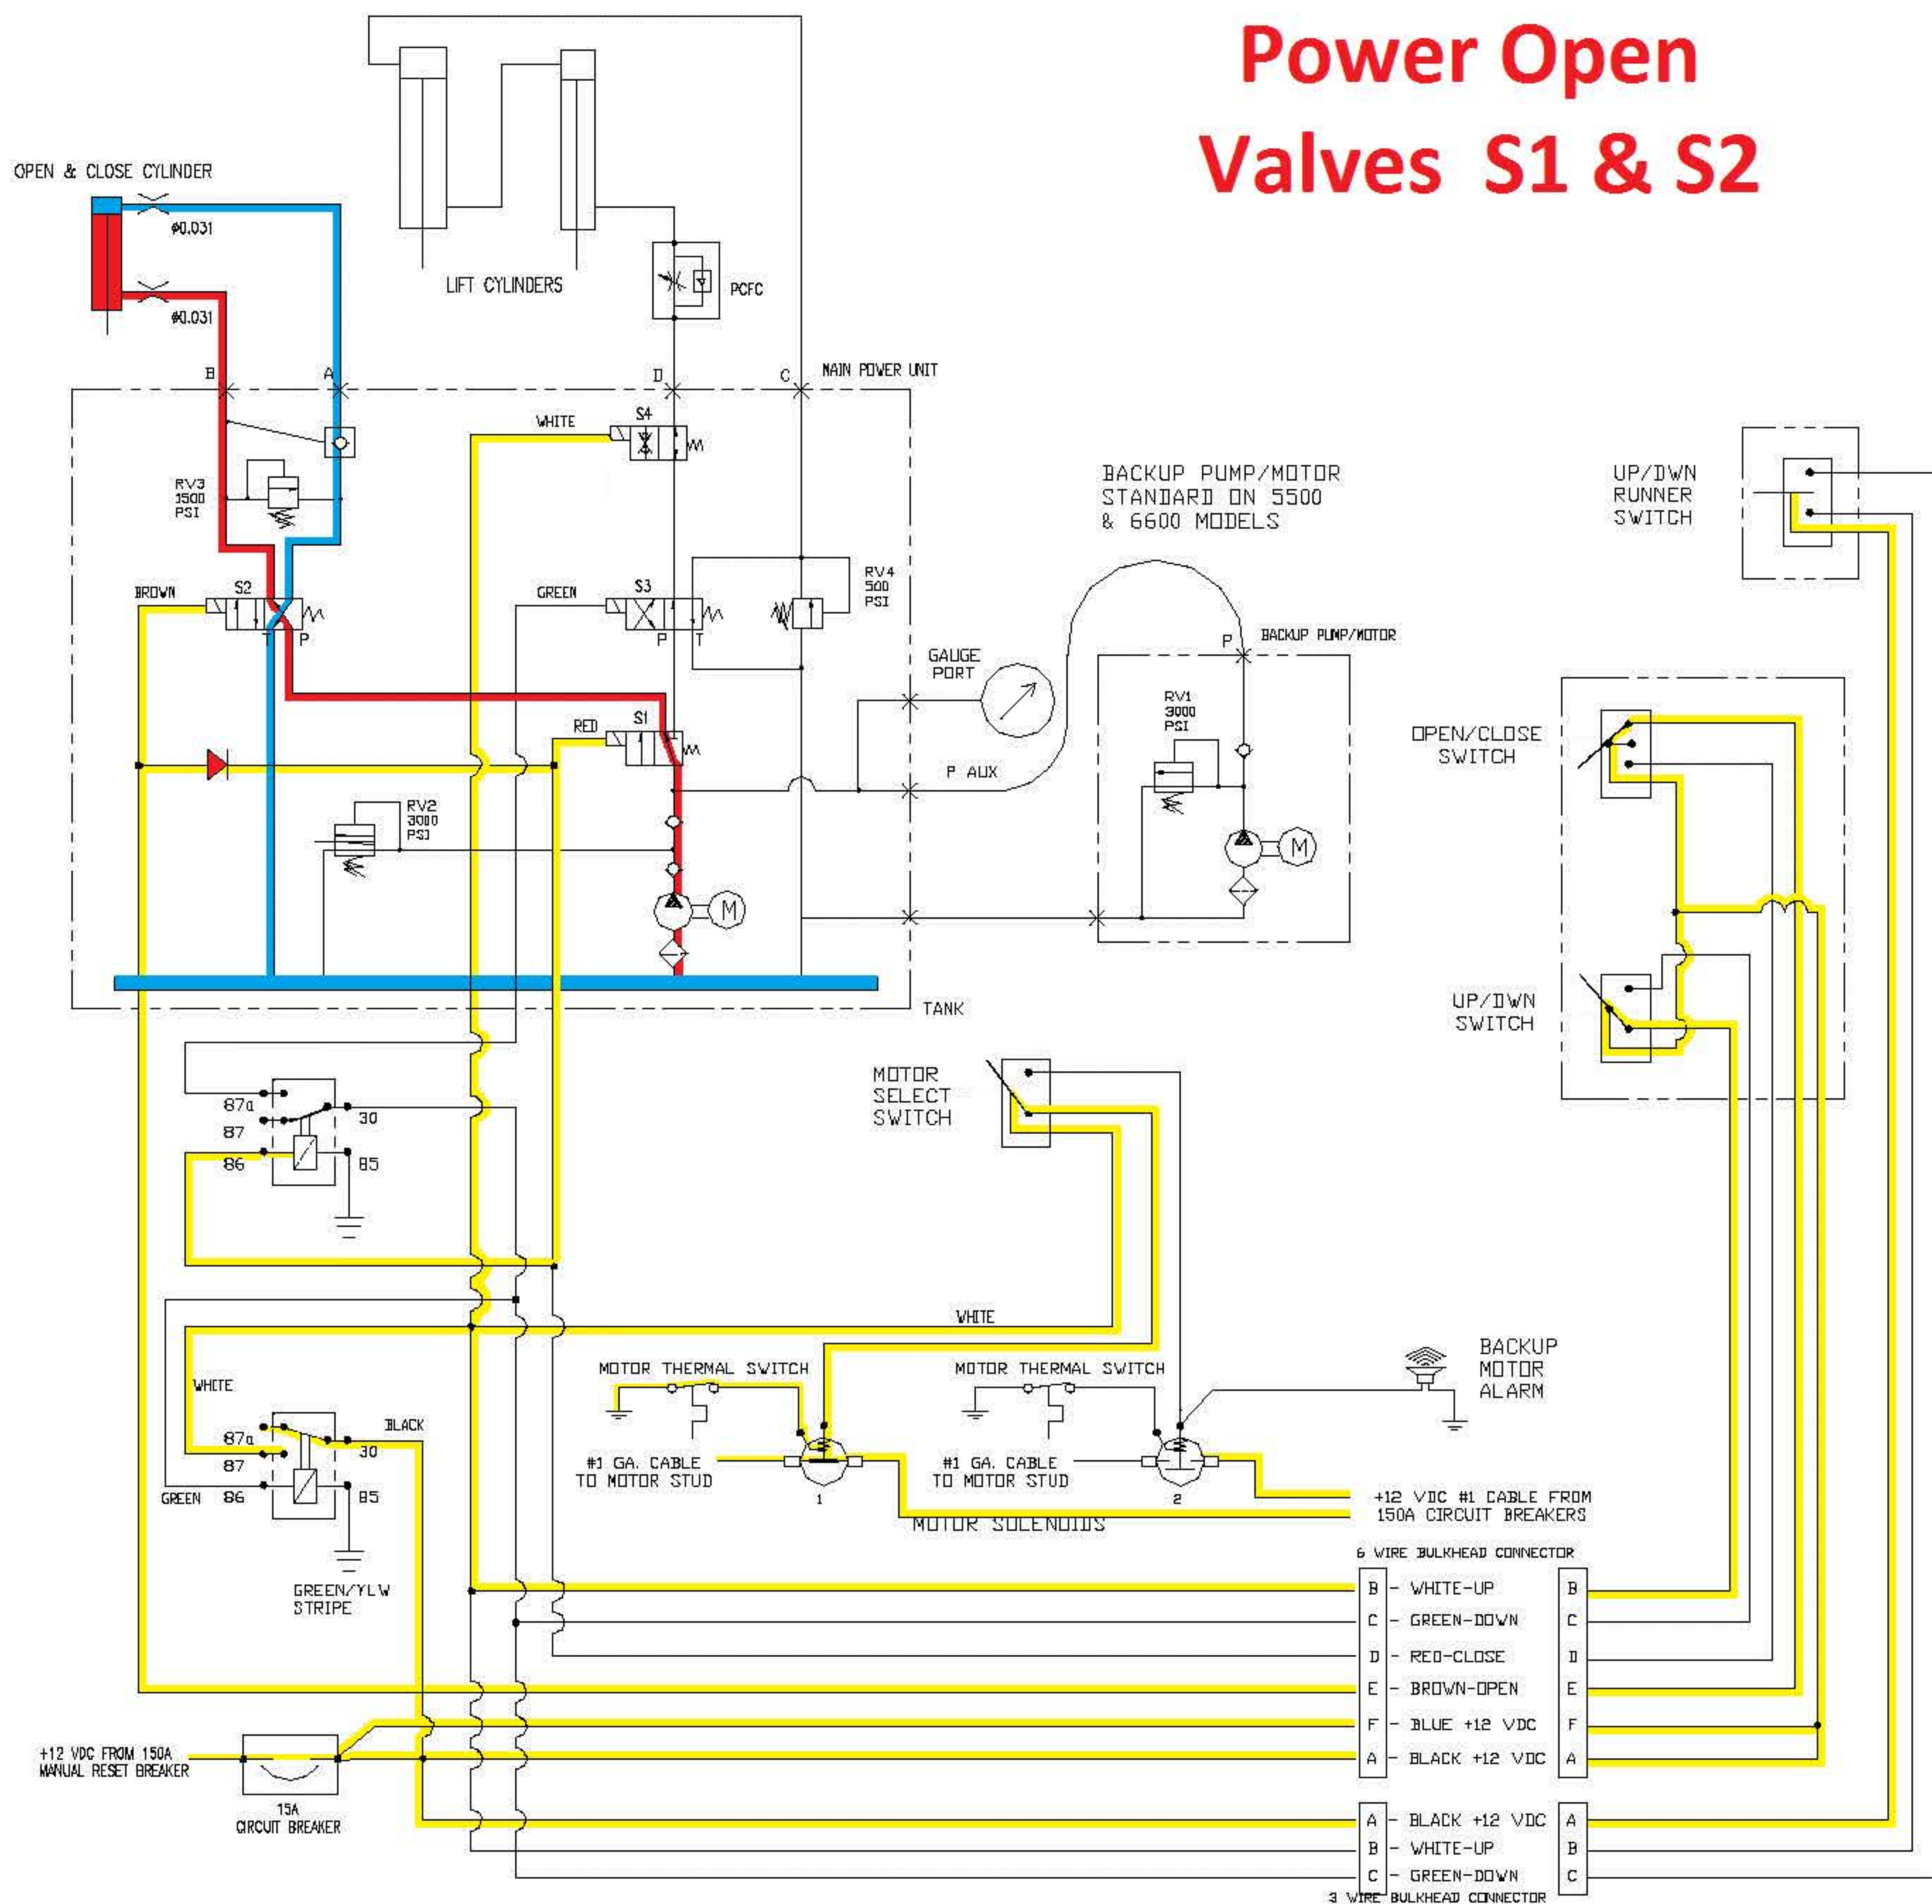 Power Open
Valves S1 & S2
OPEN & CLOSE CYLINDER
ø0.031
ø0.031
LIFT CYLINDERS
PCFC
B
A
D
C
MAIN POWER UNIT
WHITE
S4
RV3
1500
PSI
BROWN
S2
T
P
GREEN
S3
P
T
RV4
500
PSI
RED
S1
RV2
3000
PSI
M
TANK
BACKUP PUMP/MOTOR
STANDARD ON 5500
& 6600 MODELS
GAUGE
PORT
P AUX
P
BACKUP PUMP/MOTOR
RV1
3000
PSI
M
UP/DWN
RUNNER
SWITCH
OPEN/CLOSE
SWITCH
UP/DWN
SWITCH
MOTOR
SELECT
SWITCH
87a
30
87
86
85
WHITE
WHITE
BLACK
87a
30
87
GREEN
86
85
GREEN/YLW
STRIPE
MOTOR THERMAL SWITCH
#1 GA. CABLE
TO MOTOR STUD
1
MOTOR THERMAL SWITCH
#1 GA. CABLE
TO MOTOR STUD
2
MOTOR SOLENOIDS
BACKUP
MOTOR
ALARM
+12 VDC #1 CABLE FROM
150A CIRCUIT BREAKERS
6 WIRE BULKHEAD CONNECTOR
B - WHITE-UP B
C - GREEN-DOWN C
D - RED-CLOSE D
E - BROWN-OPEN E
F - BLUE +12 VDC F
A - BLACK +12 VDC A
+12 VDC FROM 150A
MANUAL RESET BREAKER
15A
CIRCUIT BREAKER
A - BLACK +12 VDC A
B - WHITE-UP B
C - GREEN-DOWN C
3 WIRE BULKHEAD CONNECTOR